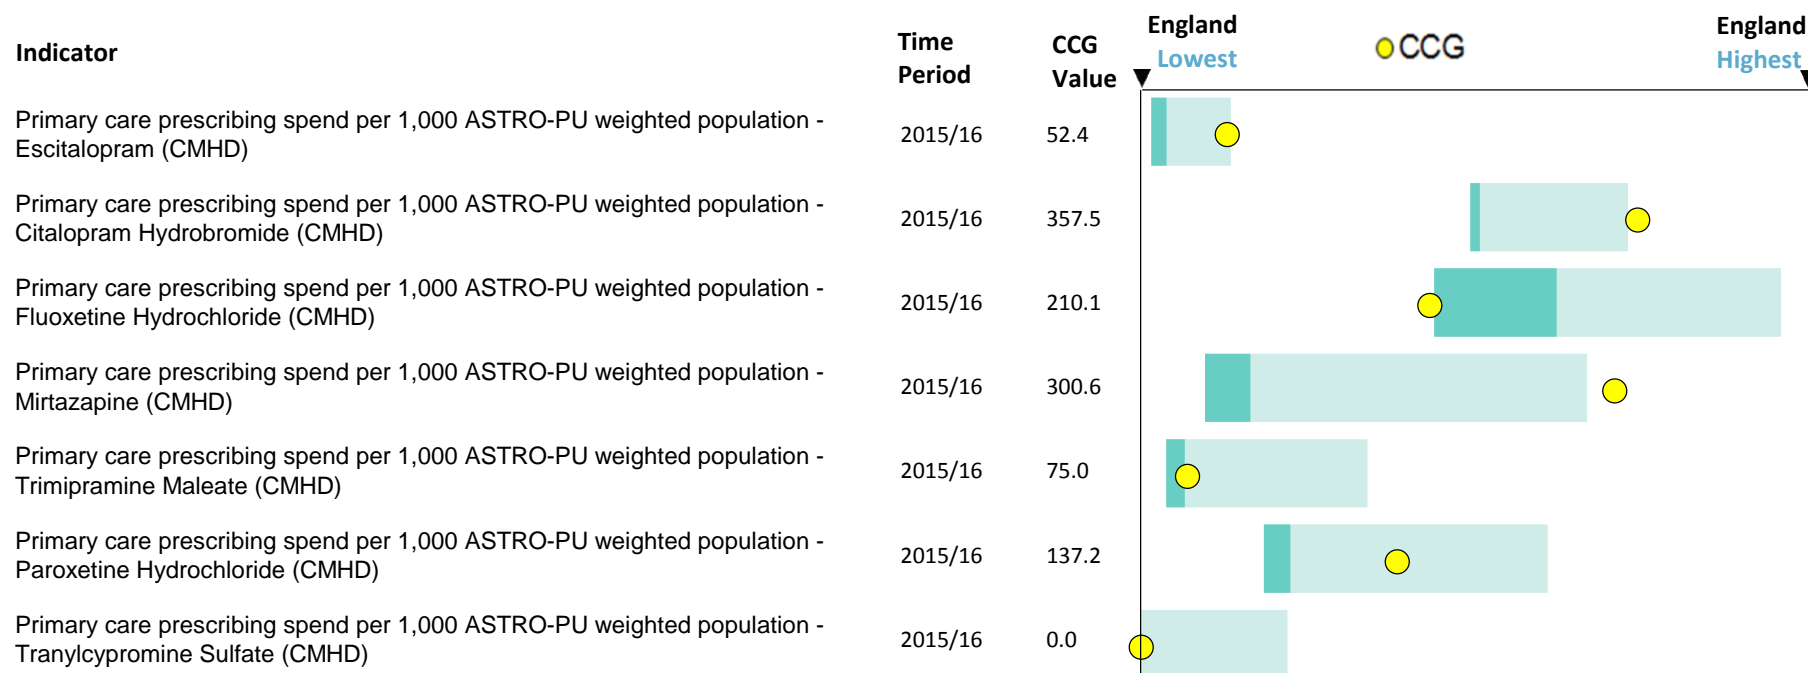 Indicator
Time
Period
CCG
Value
England
Lowest
CCG
England
Highest
Primary care prescribing spend per 1,000 ASTRO-PU weighted population -
Escitalopram (CMHD)
2015/16
52.4
Primary care prescribing spend per 1,000 ASTRO-PU weighted population -
Citalopram Hydrobromide (CMHD)
2015/16
357.5
Primary care prescribing spend per 1,000 ASTRO-PU weighted population -
Fluoxetine Hydrochloride (CMHD)
2015/16
210.1
Primary care prescribing spend per 1,000 ASTRO-PU weighted population -
Mirtazapine (CMHD)
2015/16
300.6
Primary care prescribing spend per 1,000 ASTRO-PU weighted population -
Trimipramine Maleate (CMHD)
2015/16
75.0
Primary care prescribing spend per 1,000 ASTRO-PU weighted population -
Paroxetine Hydrochloride (CMHD)
2015/16
137.2
Primary care prescribing spend per 1,000 ASTRO-PU weighted population -
Tranylcypromine Sulfate (CMHD)
2015/16
0.0